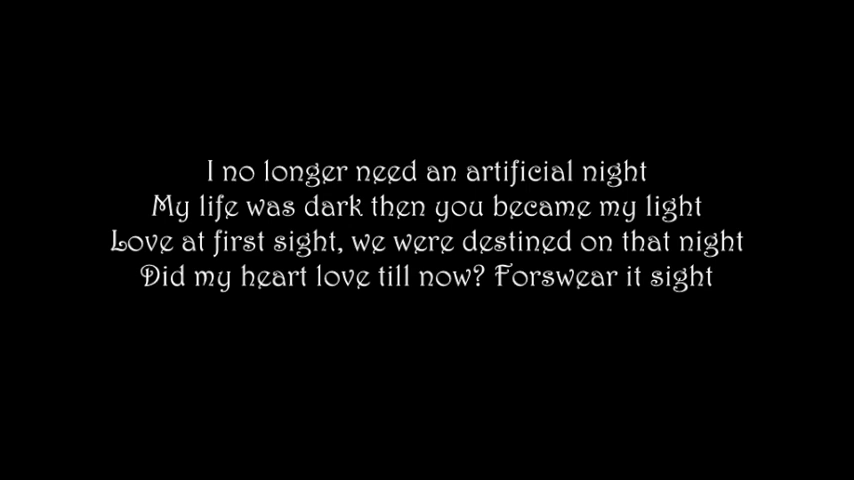 I no longer need an artificial night
My life was dark then you became my light
Love at first sight, we were destined on that night
Did my heart love till now? Forswear it sight